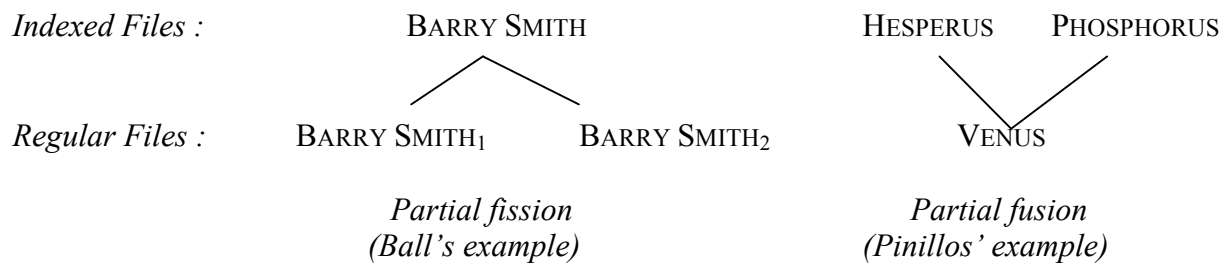 Indexed Files : BARRY SMITH HESPERUS PHOSPHORUS
Regular Files : BARRY SMITH1 BARRY SMITH2 VENUS
Partial fission Partial fusion
(Ball's example) (Pinillos' example)